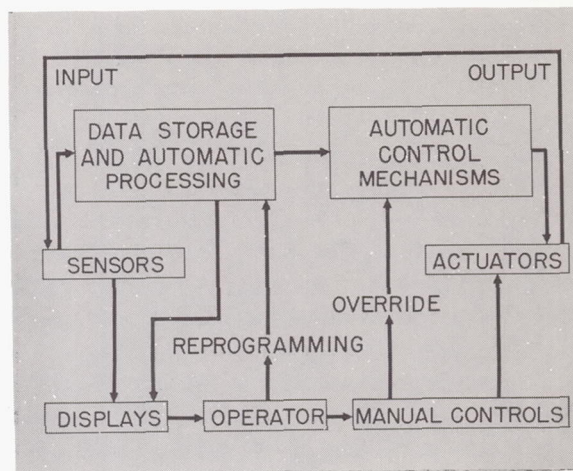 INPUT
OUTPUT
DATA STORAGE
AND AUTOMATIC
PROCESSING
AUTOMATIC
CONTROL
MECHANISMS
SENSORS
ACTUATORS
OVERRIDE
REPROGRAMMING
DISPLAYS
OPERATOR
MANUAL CONTROLS